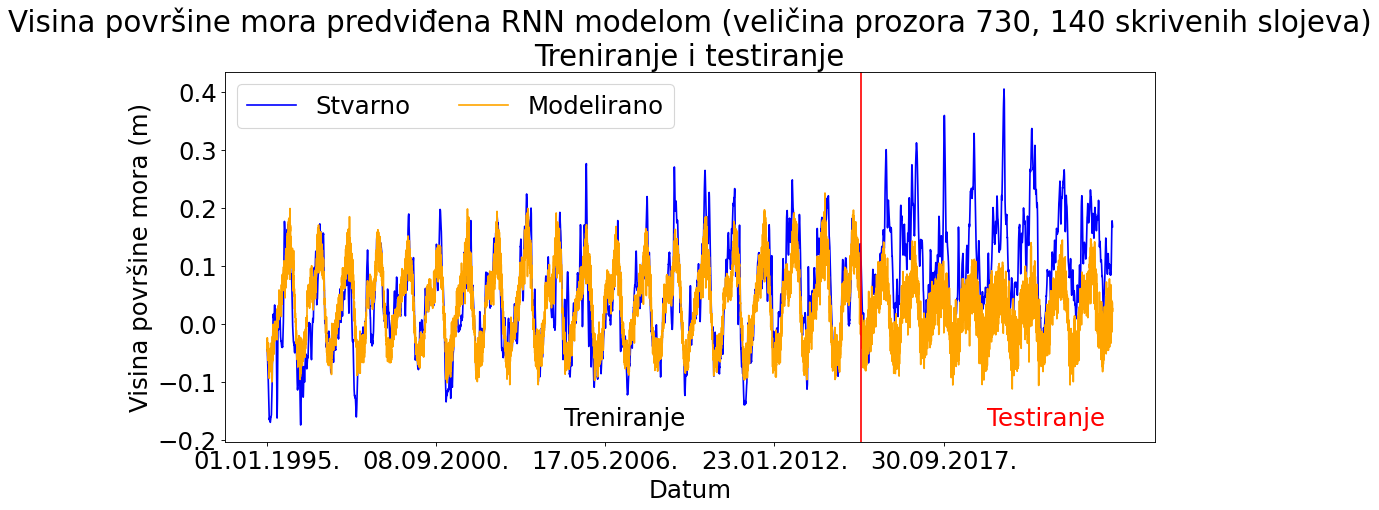 Visina površine mora predviđena RNN modelom (veličina prozora 730, 140 skrivenih slojeva)
Treniranje i testiranje
Stvarno Modelirano
Visina površine mora (m)
0.4
0.3
0.2
0.1
0.0
−0.1
−0.2
Treniranje
Testiranje
01.01.1995. 08.09.2000. 17.05.2006. 23.01.2012. 30.09.2017.
Datum